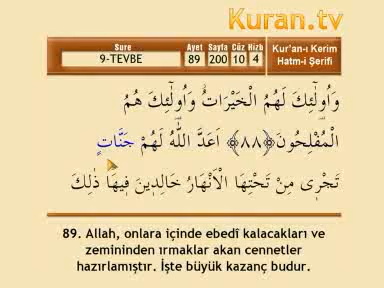 Kuran.tv
Sure Ayet Sayfa Cüz Hizb
9-TEVBE 89 200 10 4
Kur'an-ı Kerim
Hatm-i Şerifi
وَاُولٰٓئِكَ لَهُمُ الْخَيْرَاتُۘ وَاُولٰٓئِكَ هُمُ
الْمُفْلِحُونَ ﴿٨٨﴾ اَعَدَّ اللّٰهُ لَهُمْ جَنَّاتٍ
تَجْرٖى مِنْ تَحْتِهَا الْاَنْهَارُ خَالِدٖينَ فٖيهَاۜ ذٰلِكَ
89. Allah, onlara içinde ebedî kalacakları ve
zemininden ırmaklar akan cennetler
hazırlamıştır. İşte büyük kazanç budur.